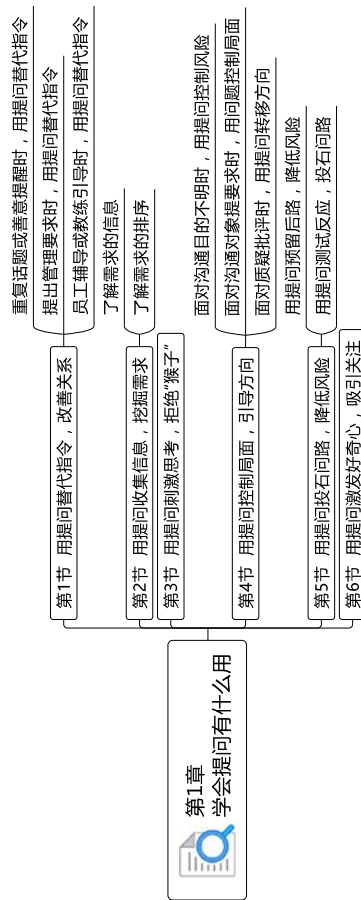 第1章
学会提问有什么用
第1节 用提问替代指令，改善关系
重复话题或善意提醒时，用提问替代指令
提出管理要求时，用提问替代指令
员工辅导或教练引导时，用提问替代指令
第2节 用提问收集信息，挖掘需求
了解需求的信息
了解需求的排序
第3节 用提问刺激思考，拒绝“猴子”
第4节 用提问控制局面，引导方向
面对沟通目的不明时，用提问控制风险
面对沟通对象提要求时，用问题控制局面
面对质疑批评时，用提问转移方向
第5节 用提问投石问路，降低风险
用提问预留后路，降低风险
用提问测试反应，投石问路
第6节 用提问激发好奇心，吸引关注